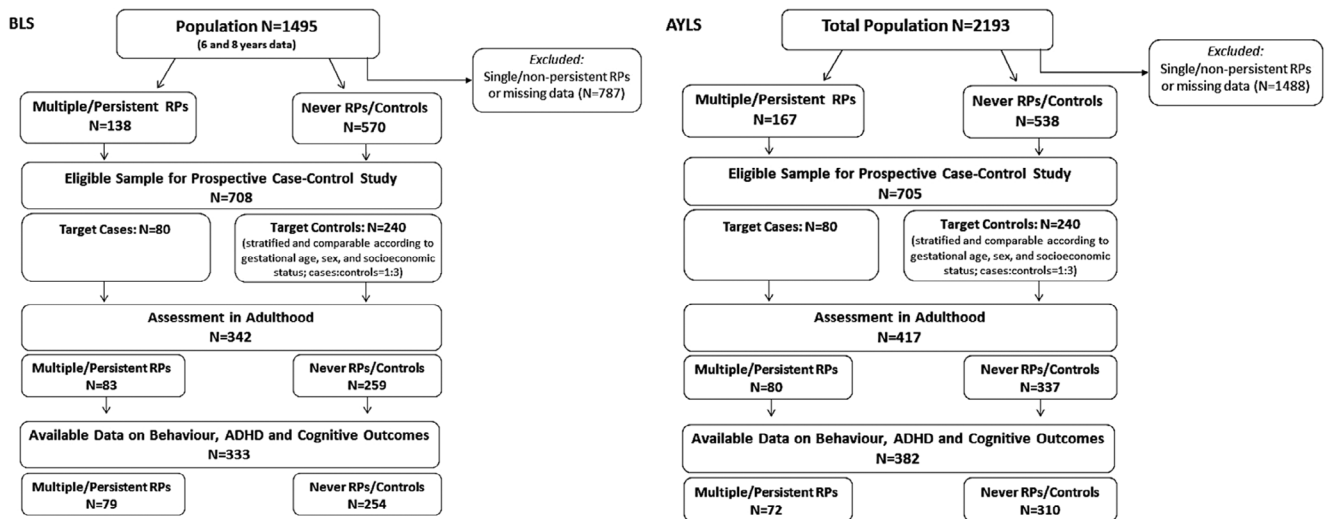 BLS
Population N=1495
(6 and 8 years data)
Excluded:
Single/non-persistent RPs
or missing data (N=787)
Multiple/Persistent RPs
N=138
Never RPs/Controls
N=570
Eligible Sample for Prospective Case-Control Study
N=708
Target Cases: N=80
Target Controls: N=240
(stratified and comparable according to
gestational age, sex, and socioeconomic
status; cases:controls=1:3)
Assessment in Adulthood
N=342
Multiple/Persistent RPs
N=83
Never RPs/Controls
N=259
Available Data on Behaviour, ADHD and Cognitive Outcomes
N=333
Multiple/Persistent RPs
N=79
Never RPs/Controls
N=254
AYLS
Total Population N=2193
Excluded:
Single/non-persistent RPs
or missing data (N=1488)
Multiple/Persistent RPs
N=167
Never RPs/Controls
N=538
Eligible Sample for Prospective Case-Control Study
N=705
Target Cases: N=80
Target Controls: N=240
(stratified and comparable according to
gestational age, sex, and socioeconomic
status; cases:controls=1:3)
Assessment in Adulthood
N=417
Multiple/Persistent RPs
N=80
Never RPs/Controls
N=337
Available Data on Behaviour, ADHD and Cognitive Outcomes
N=382
Multiple/Persistent RPs
N=72
Never RPs/Controls
N=310